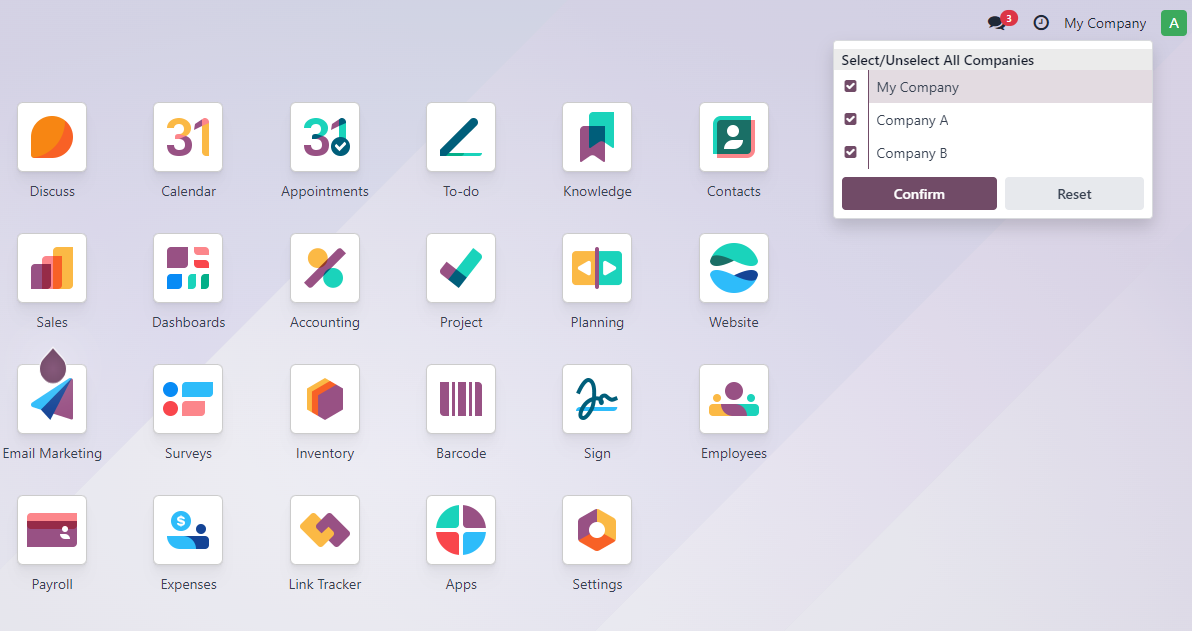 3 My Company A
Select/Unselect All Companies
My Company
Company A
Company B
Confirm Reset
31 31
Discuss Calendar Appointments To-do Knowledge Contacts
Sales Dashboards Accounting Project Planning Website
Email Marketing Surveys Inventory Barcode Sign Employees
$
Payroll Expenses Link Tracker Apps Settings